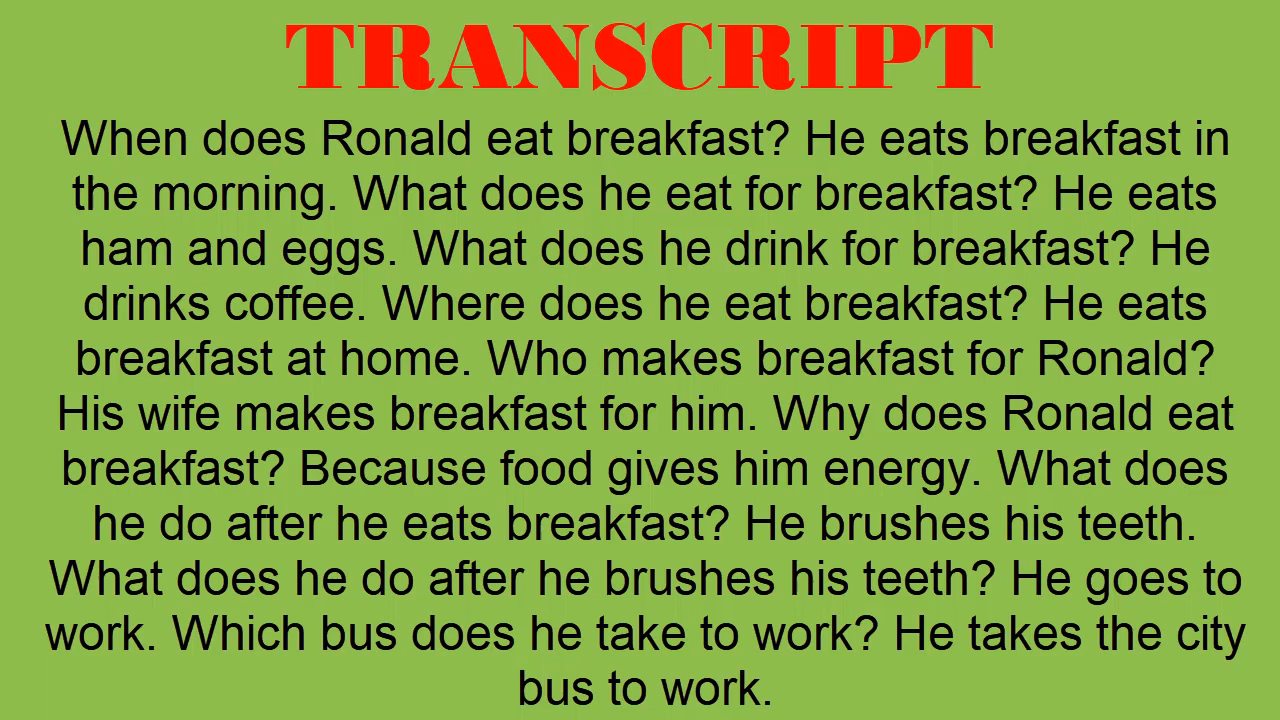 TRANSCRIPT
When does Ronald eat breakfast? He eats breakfast in
the morning. What does he eat for breakfast? He eats
ham and eggs. What does he drink for breakfast? He
drinks coffee. Where does he eat breakfast? He eats
breakfast at home. Who makes breakfast for Ronald?
His wife makes breakfast for him. Why does Ronald eat
breakfast? Because food gives him energy. What does
he do after he eats breakfast? He brushes his teeth.
What does he do after he brushes his teeth? He goes to
work. Which bus does he take to work? He takes the city
bus to work.